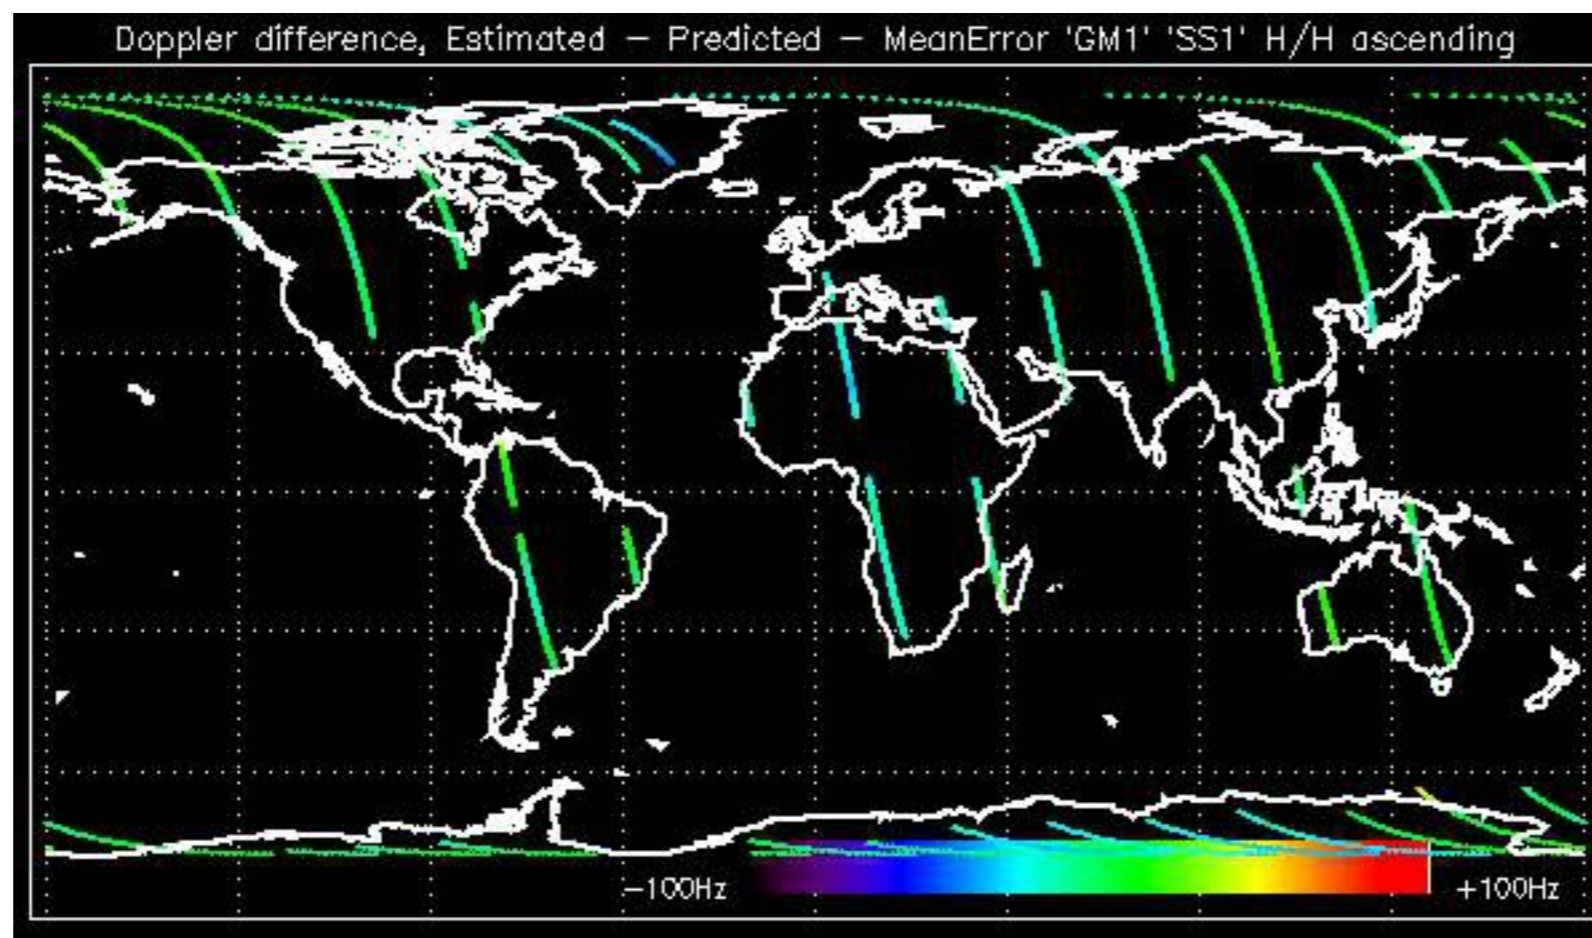 Doppler difference, Estimated – Predicted – MeanError 'GM1' 'SS1' H/H ascending
−100Hz
+100Hz